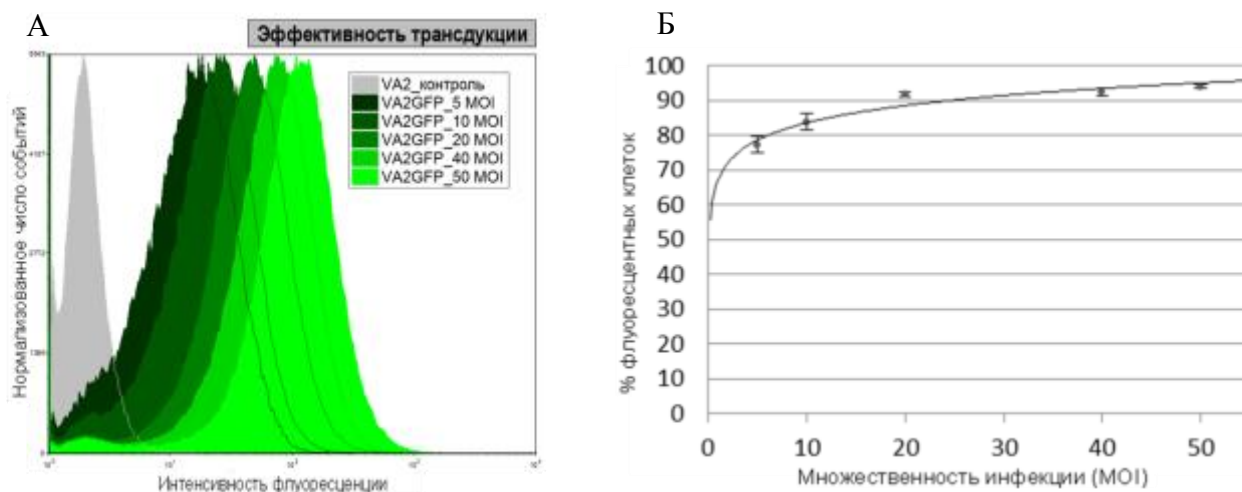 А
Эффективность трансдукции
VA2_контроль
VA2GFP_5 MOI
VA2GFP_10 MOI
VA2GFP_20 MOI
VA2GFP_40 MOI
VA2GFP_50 MOI
Нормализованное число событий
Интенсивность флуоресценции
Б
100
90
80
70
60
50
40
30
20
10
0
% флуоресцентных клеток
0 10 20 30 40 50
Множественность инфекции (MOI)